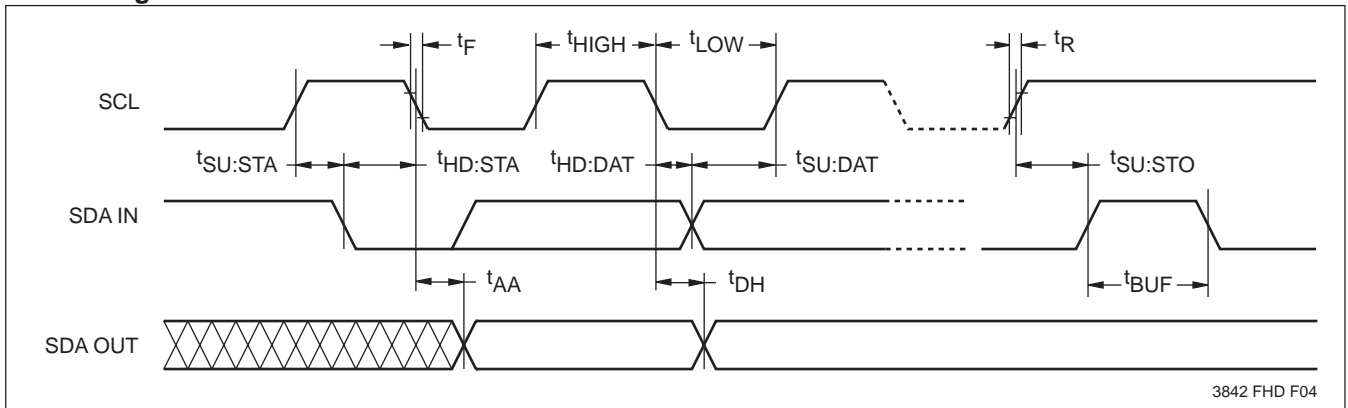 tF
tHIGH
tLOW
tR
SCL
tSU:STA
tHD:STA
tHD:DAT
tSU:DAT
tSU:STO
SDA IN
tAA
tDH
tBUF
SDA OUT
3842 FHD F04